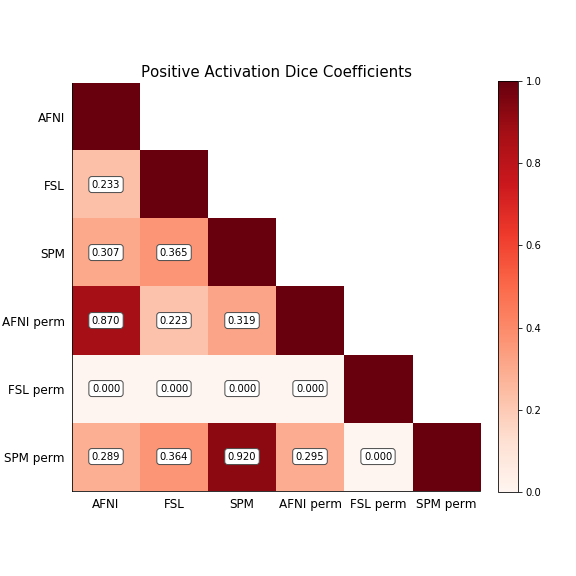 Positive Activation Dice Coefficients
1.0
AFNI
0.8
FSL 0.233
0.6
SPM 0.307 0.365
AFNI perm 0.870 0.223 0.319
0.4
FSL perm 0.000 0.000 0.000 0.000
0.2
SPM perm 0.289 0.364 0.920 0.295 0.000
0.0
AFNI FSL SPM AFNI perm FSL perm SPM perm